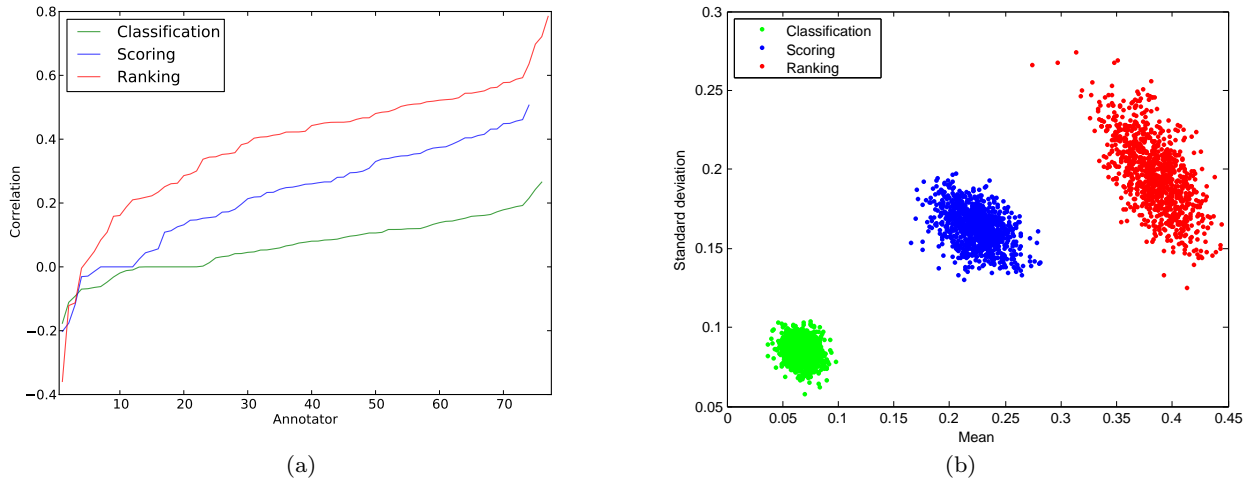 0.8
0.6
0.4
0.2
0.0
−0.2
−0.4
Correlation
Classification
Scoring
Ranking
10 20 30 40 50 60 70
Annotator
(a)
0.3
0.25
0.2
0.15
0.1
0.05
Standard deviation
Classification
Scoring
Ranking
0 0.05 0.1 0.15 0.2 0.25 0.3 0.35 0.4 0.45
Mean
(b)